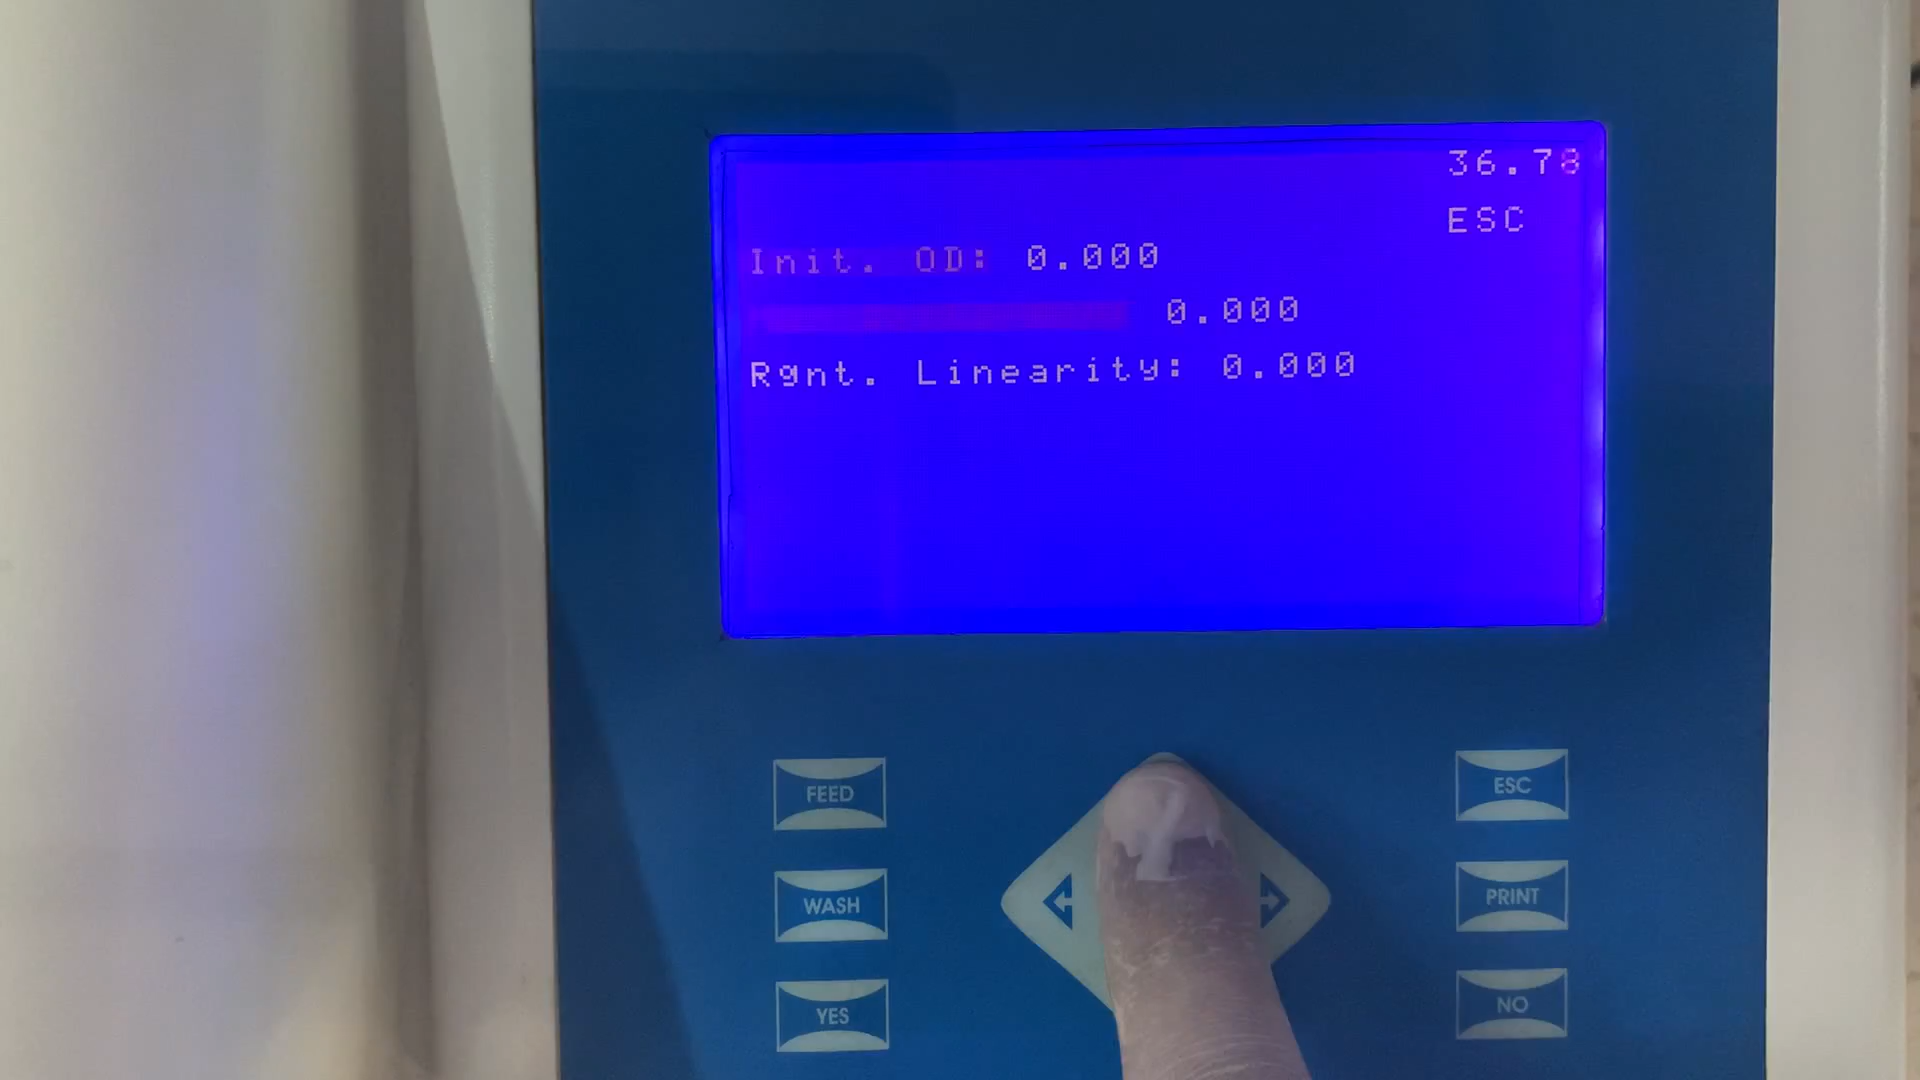 36.78
ESC
Init. OD: 0.000
0.000
Rgnt. Linearity: 0.000
FEED
ESC
WASH
PRINT
YES
NO